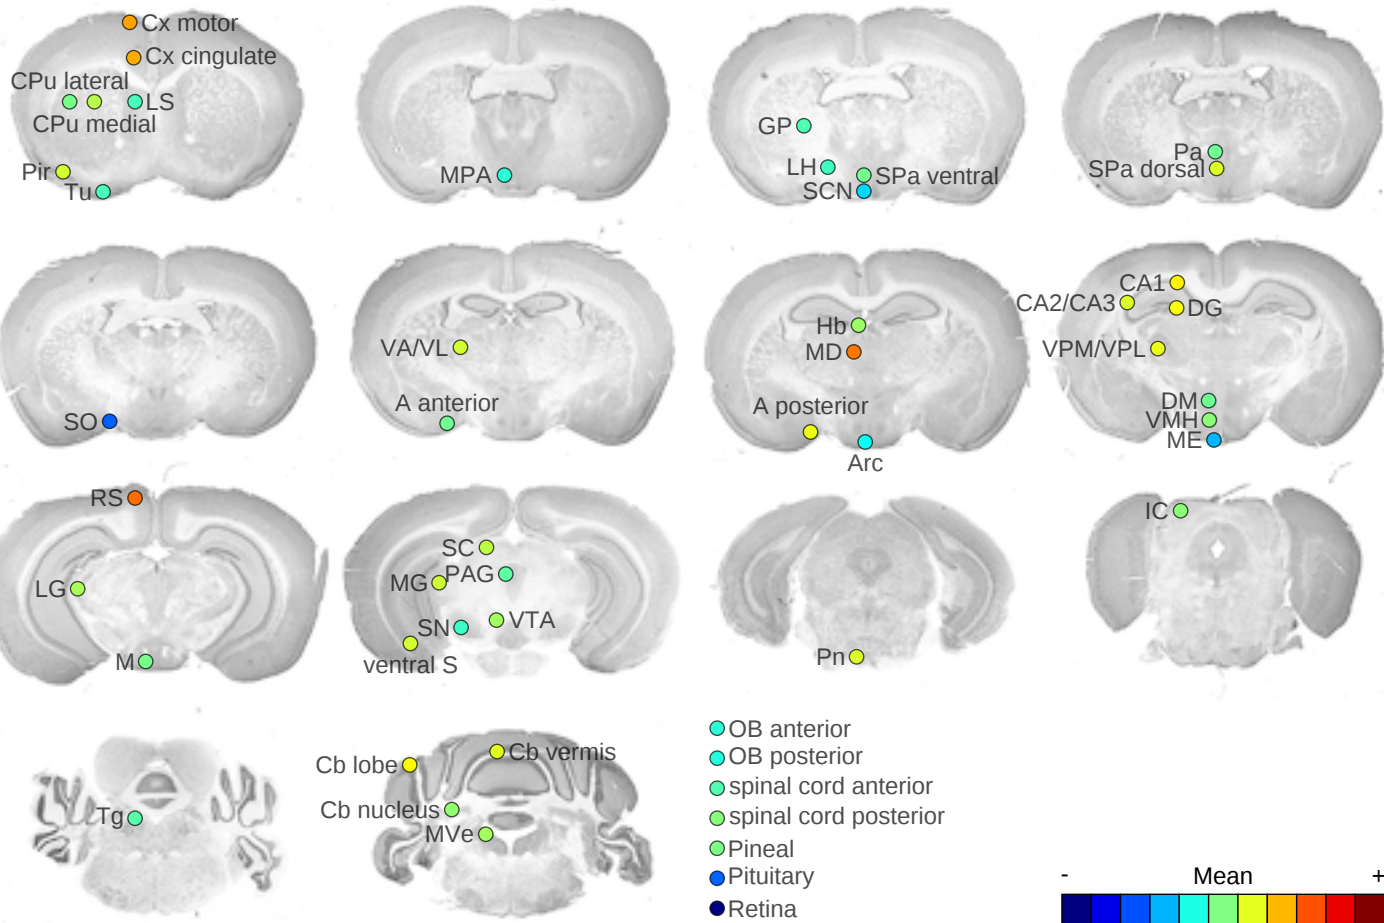 Cx motor
Cx cingulate
CPu lateral
LS
CPu medial
Pir
Tu
MPA
GP
LH
SPa ventral
SCN
Pa
SPa dorsal
SO
VA/VL
A anterior
Hb
MD
A posterior
Arc
CA1
CA2/CA3
DG
VPM/VPL
DM
VMH
ME
RS
LG
M
SC
MG
PAG
SN
VTA
ventral S
Pn
IC
Tg
Cb lobe
Cb vermis
Cb nucleus
MVe
OB anterior
OB posterior
spinal cord anterior
spinal cord posterior
Pineal
Pituitary
Retina
- Mean +